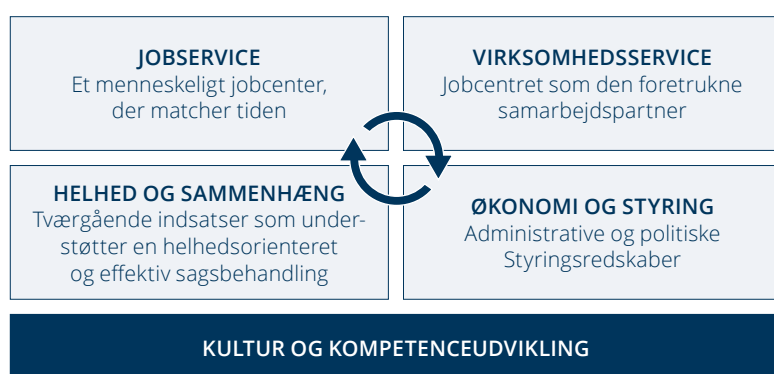 JOBSERVICE
Et menneskeligt jobcenter,
der matcher tiden
VIRKSOMHEDSSERVICE
Jobcentret som den foretrukne
samarbejdspartner
HELHED OG SAMMENHÆNG
Tværgående indsatser som under-
støtter en helhedsorienteret
og effektiv sagsbehandling
ØKONOMI OG STYRING
Administrative og politiske
Styringsredskaber
KULTUR OG KOMPETENCEUDVIKLING